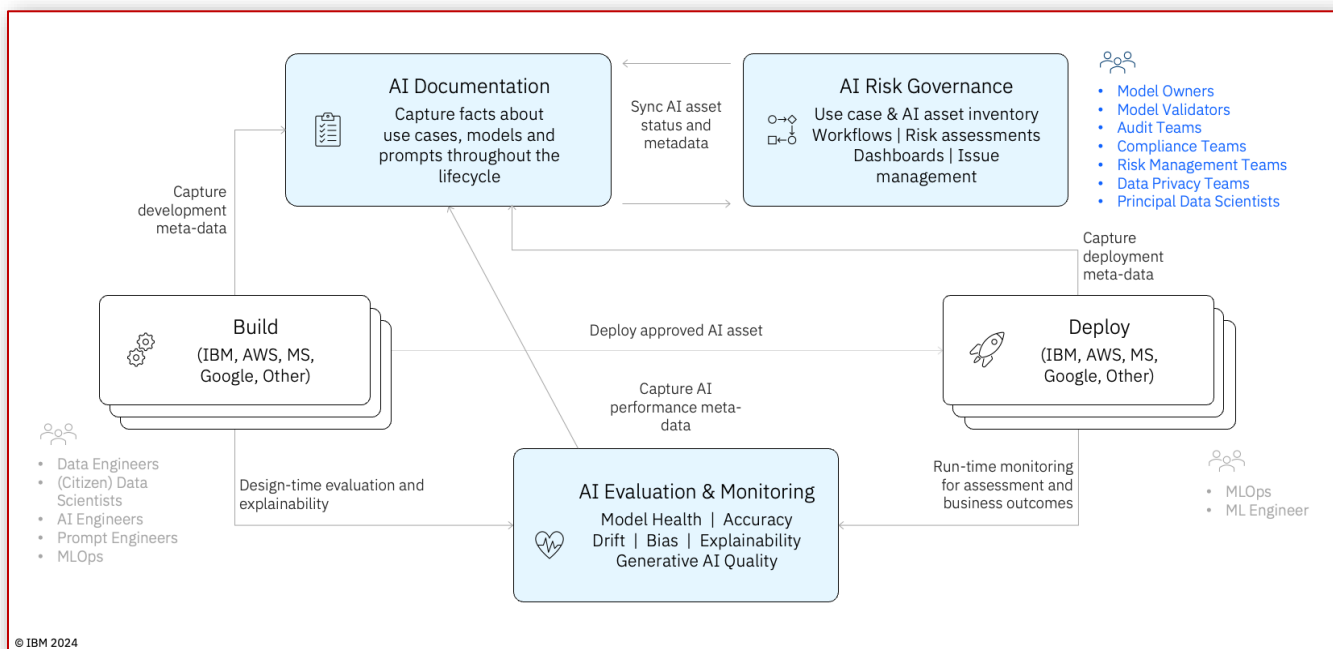 AI Documentation
Capture facts about
use cases, models and
prompts throughout the
lifecycle
Sync AI asset
status and
metadata
AI Risk Governance
Use case & AI asset inventory
Workflows | Risk assessments
Dashboards | Issue
management
• Model Owners
• Model Validators
• Audit Teams
• Compliance Teams
• Risk Management Teams
• Data Privacy Teams
• Principal Data Scientists
Capture
development
meta-data
Capture
deployment
meta-data
Build
(IBM, AWS, MS,
Google, Other)
Deploy approved AI asset
Deploy
(IBM, AWS, MS,
Google, Other)
Capture AI
performance meta-
data
• Data Engineers
• (Citizen) Data
Scientists
• AI Engineers
• Prompt Engineers
• MLOps
Design-time evaluation and
explainability
AI Evaluation & Monitoring
Model Health | Accuracy
Drift | Bias | Explainability
Generative AI Quality
Run-time monitoring
for assessment and
business outcomes
• MLOps
• ML Engineer
© IBM 2024